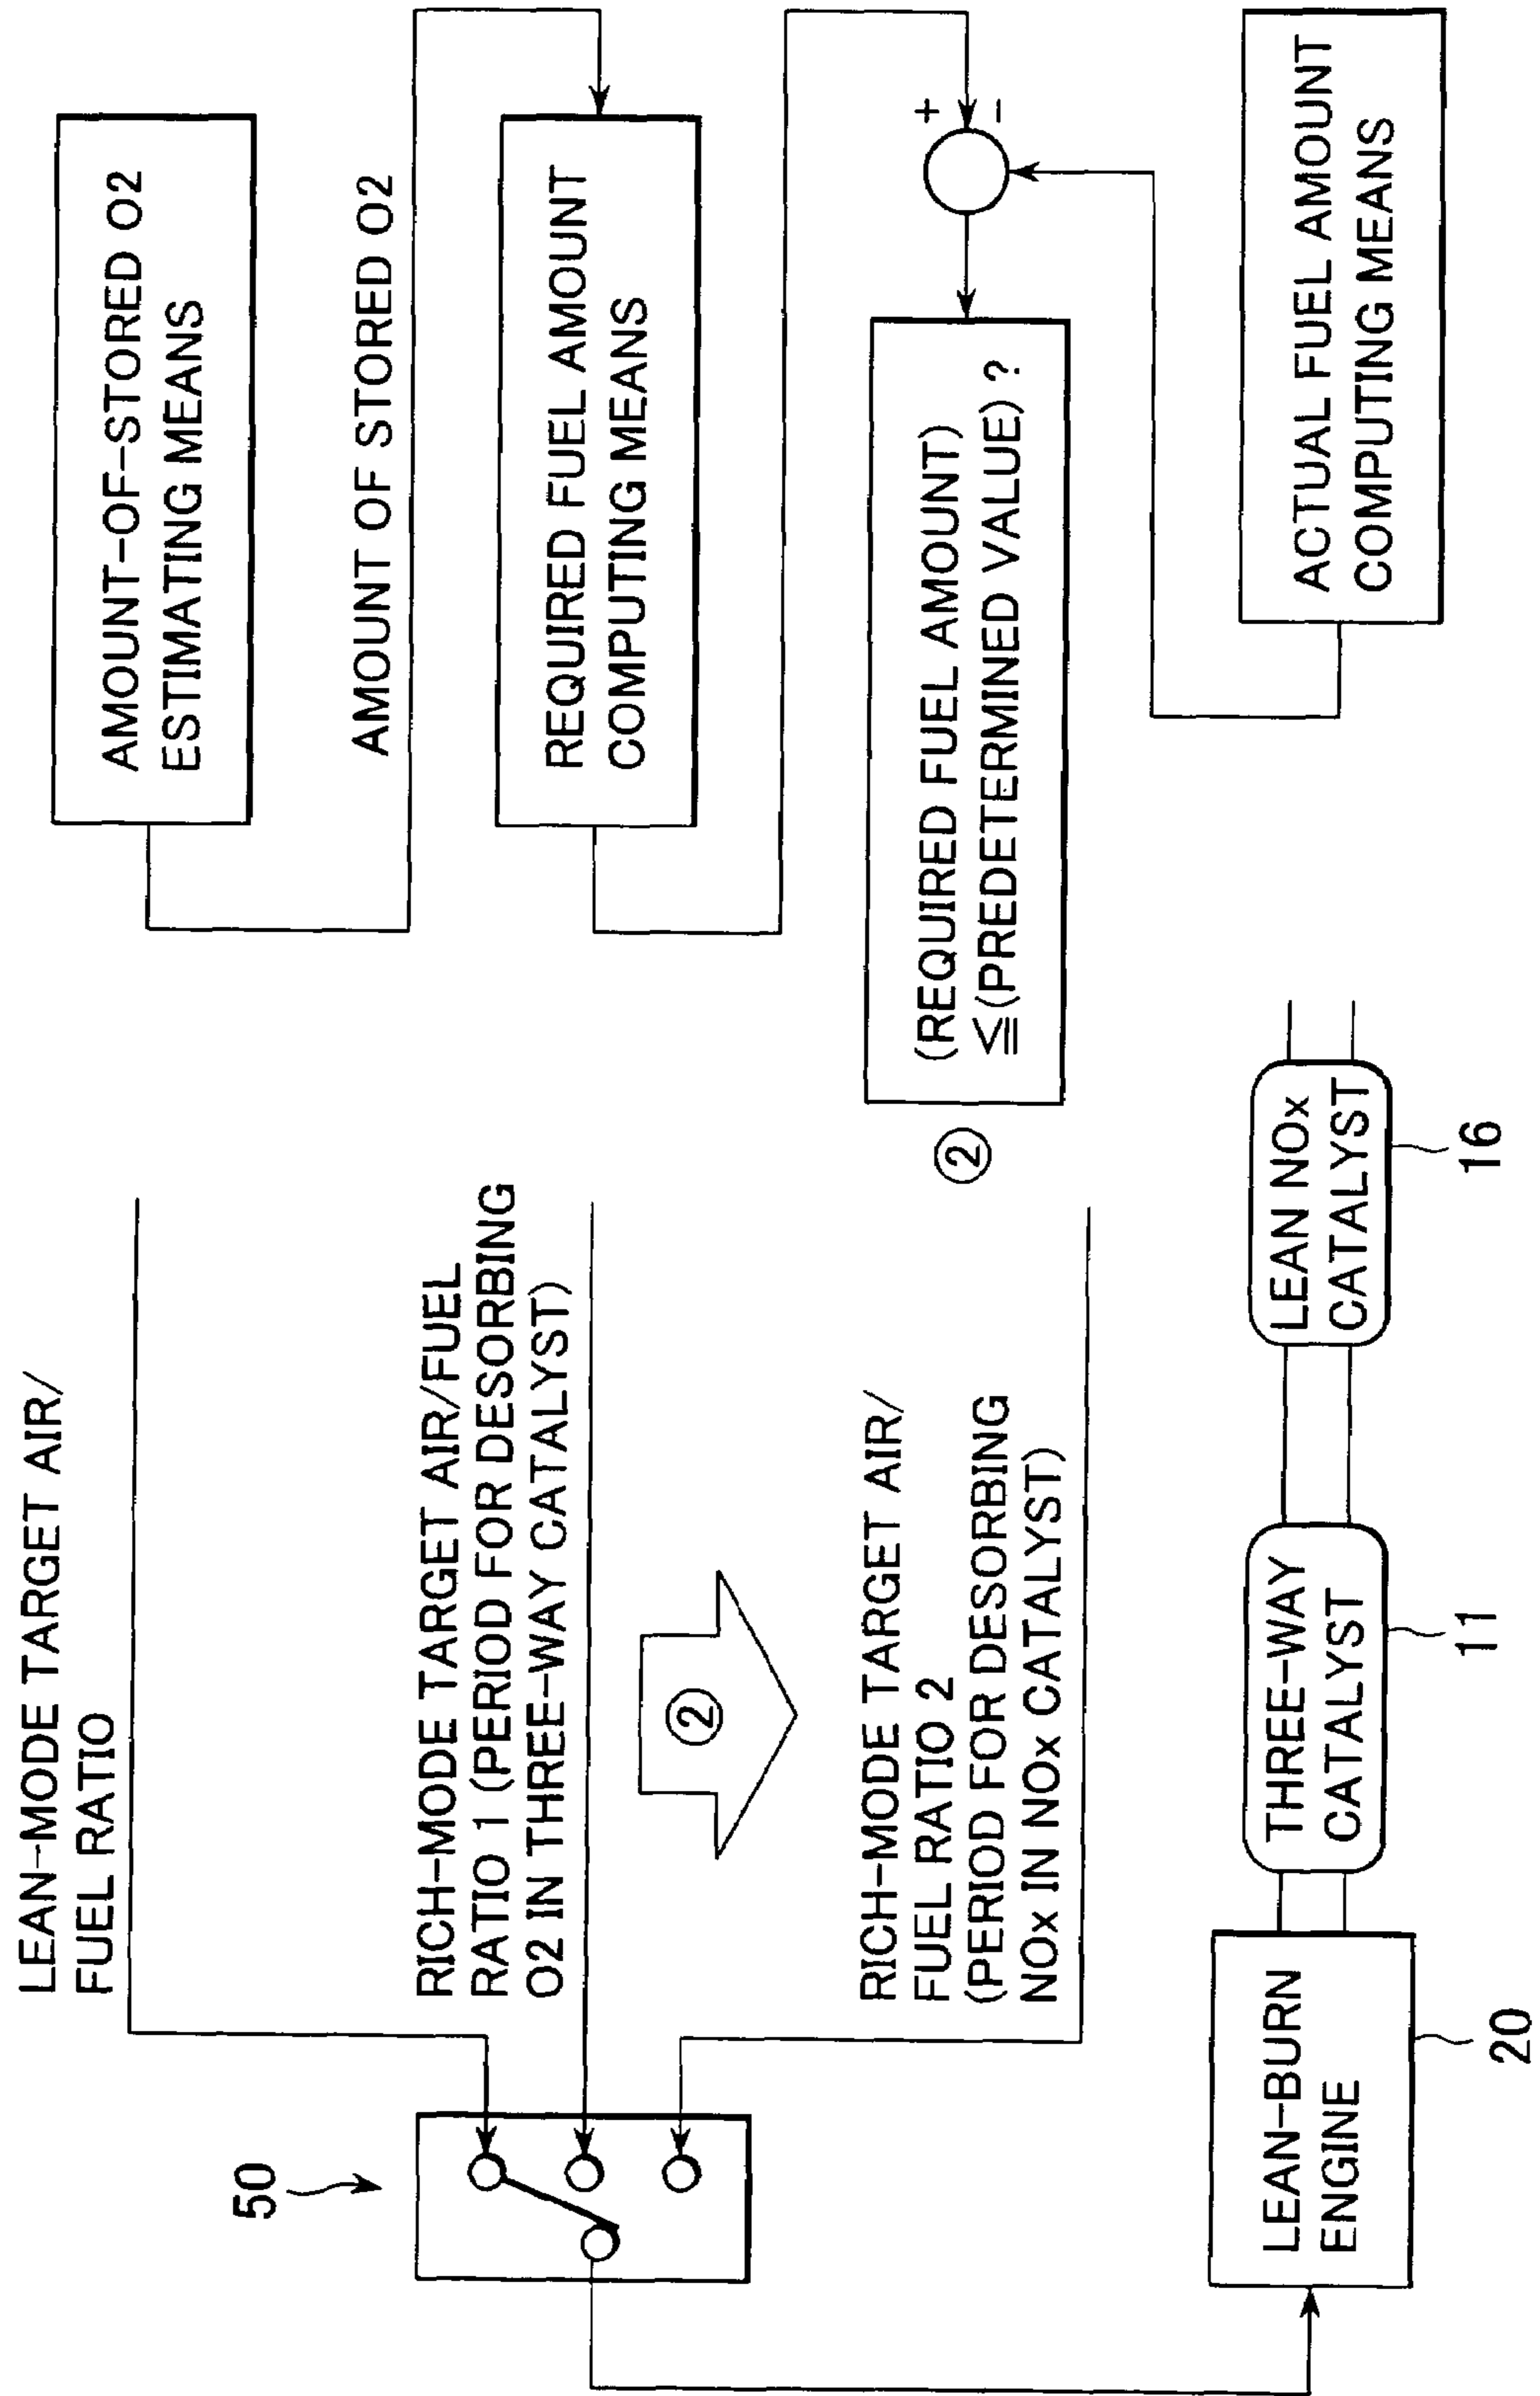 LEAN-MODE TARGET AIR/
FUEL RATIO
AMOUNT-OF-STORED O2
ESTIMATING MEANS
AMOUNT OF STORED O2
50
RICH-MODE TARGET AIR/FUEL
RATIO 1 (PERIOD FOR DESORBING
O2 IN THREE-WAY CATALYST)
REQUIRED FUEL AMOUNT
COMPUTING MEANS
②
RICH-MODE TARGET AIR/
FUEL RATIO 2
(PERIOD FOR DESORBING
NOx IN NOx CATALYST)
②
(REQUIRED FUEL AMOUNT)
≦(PREDETERMINED VALUE) ?
+
−
LEAN-BURN
ENGINE
20
THREE-WAY
CATALYST
11
LEAN NOx
CATALYST
16
ACTUAL FUEL AMOUNT
COMPUTING MEANS